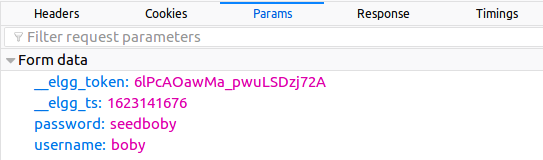 Headers Cookies Params Response Timings
Filter request parameters
Form data
__elgg_token: 6lPcAOawMa_pwuLSDzj72A
__elgg_ts: 1623141676
password: seedboby
username: boby